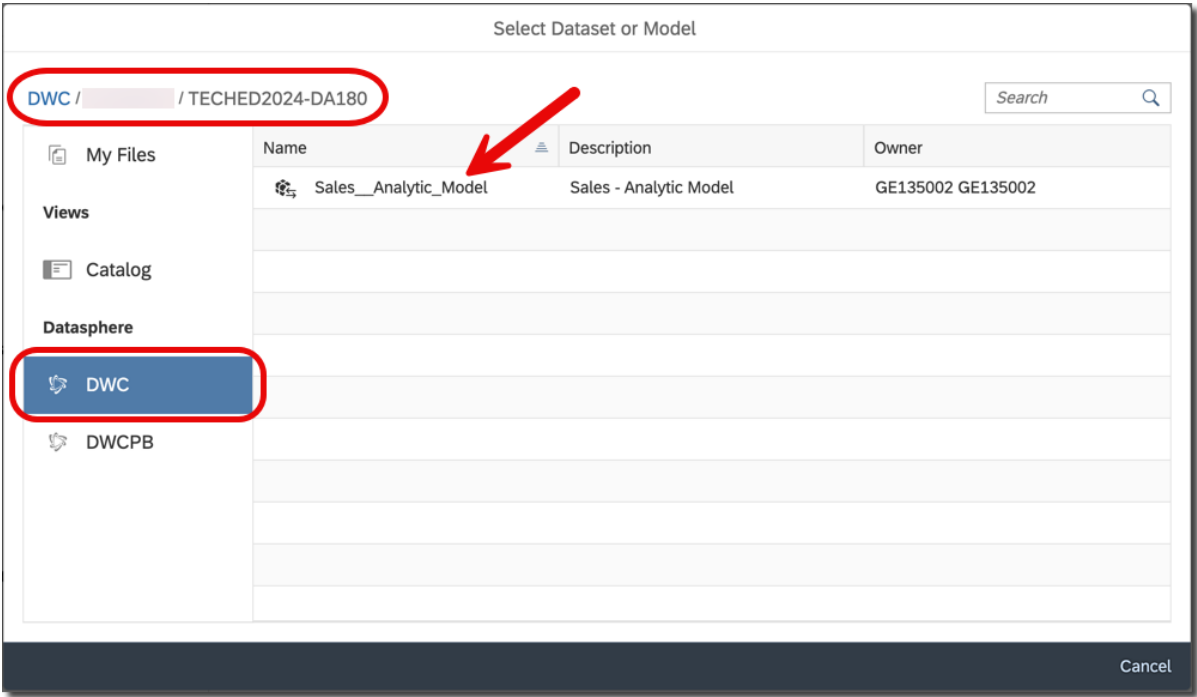 Select Dataset or Model
DWC / / TECHED2024-DA180
Search
My Files
Views
Catalog
Datasphere
DWC
DWCPB
Name Description Owner
Sales__Analytic_Model Sales - Analytic Model GE135002 GE135002
Cancel